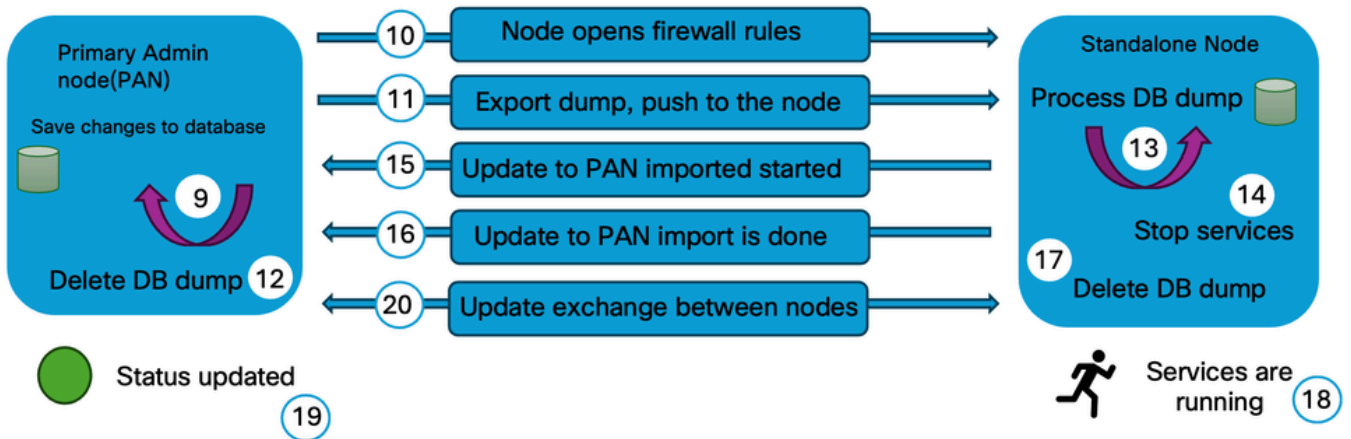 Primary Admin
node(PAN)
Save changes to database
9
Delete DB dump 12
10 Node opens firewall rules
11 Export dump, push to the node
15 Update to PAN imported started
16 Update to PAN import is done
20 Update exchange between nodes
Standalone Node
Process DB dump
13
14
Stop services
17
Delete DB dump
Status updated
19
Services are
running
18